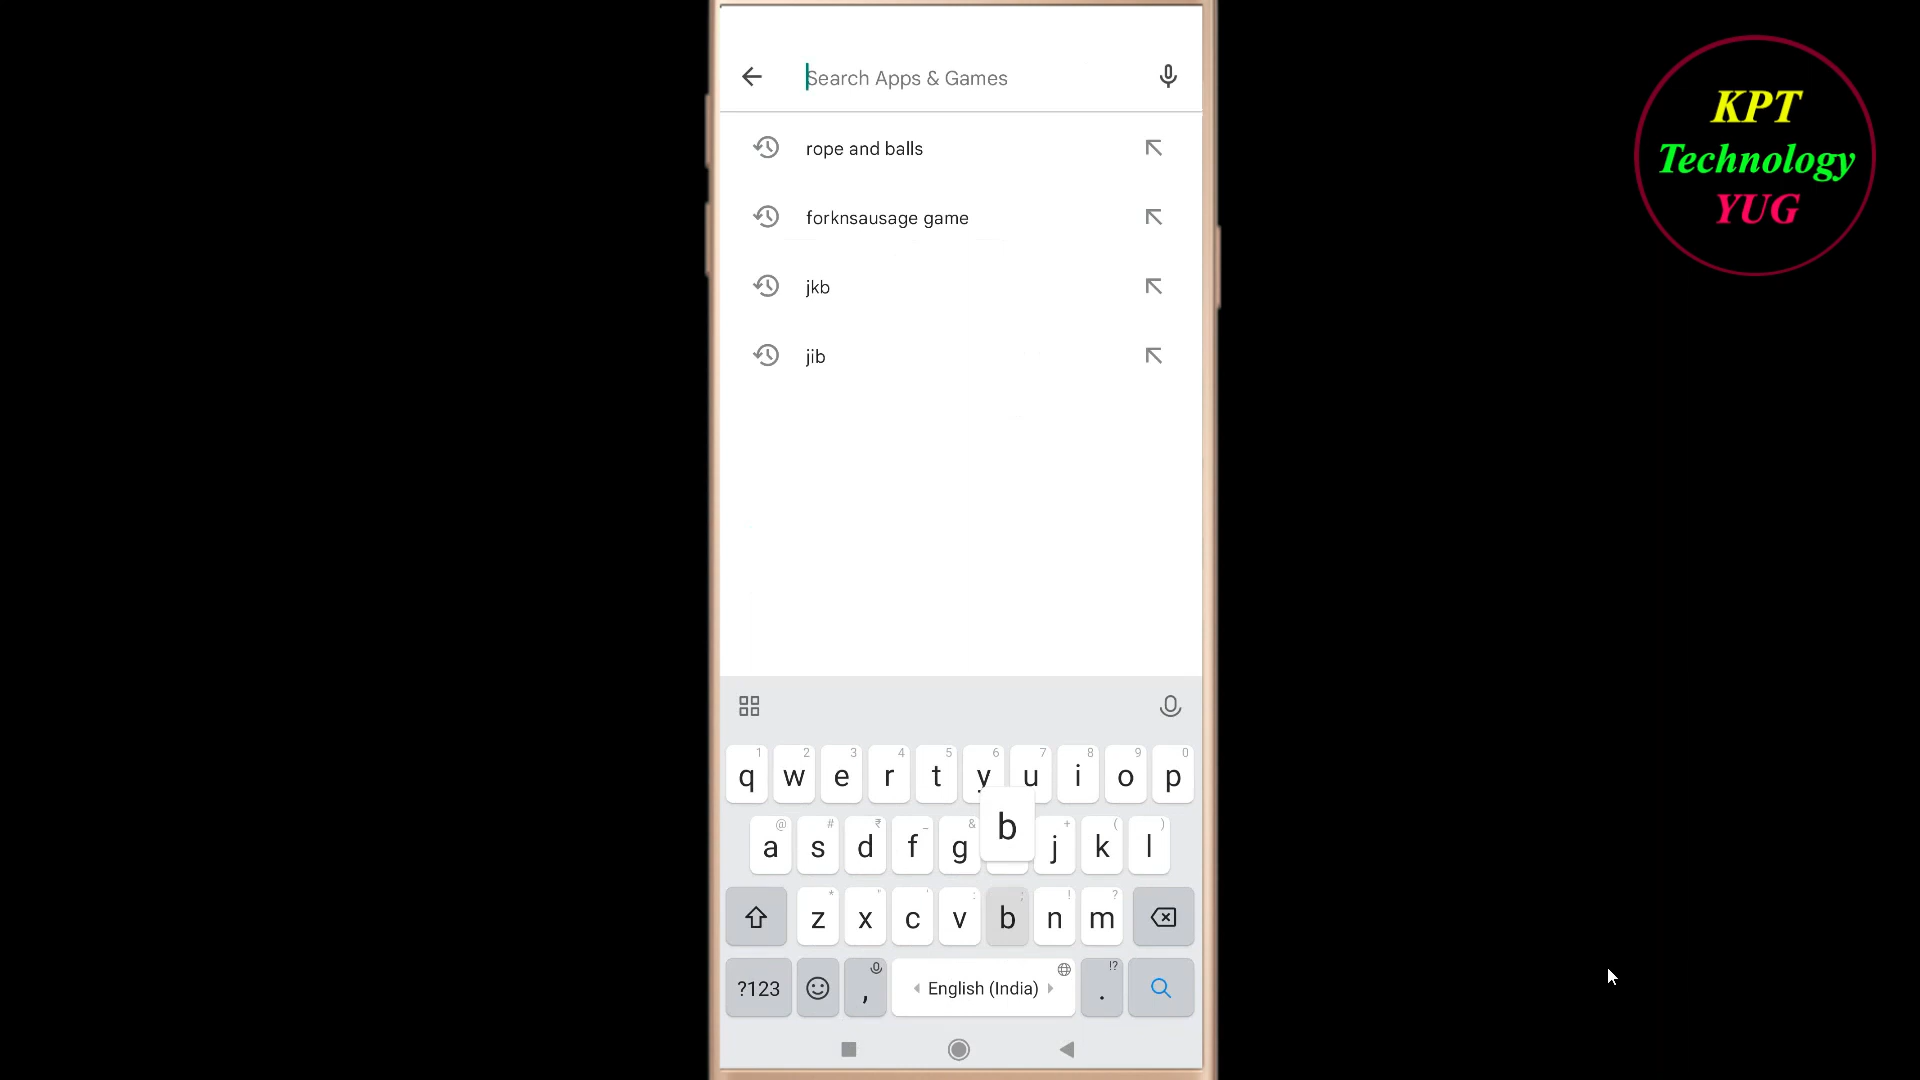 Search Apps & Games
KPT
Technology
YUG
rope and balls
forknsausage game
jkb
jib
1 2 3 4 5 6 7 8 9 0
q w e r t y u i o p
@ # ₹ _ & + ( )
b
a s d f g j k l
* " ' : ; ! ?
z x c v b n m
!?
?123 , English (India) .